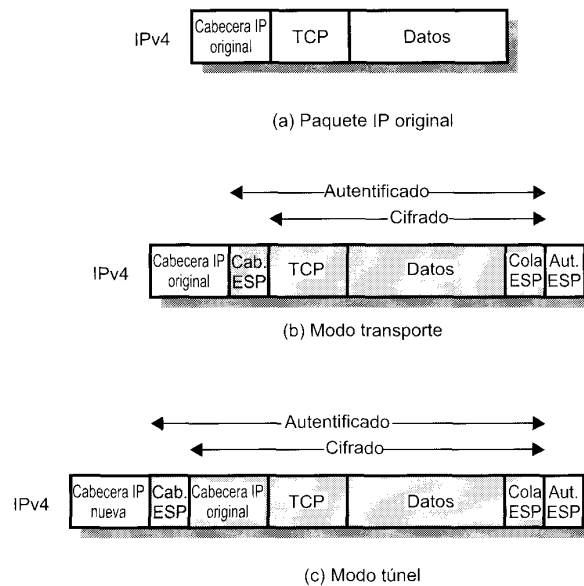 IPv4
Cabecera IP
original
TCP
Datos
(a) Paquete IP original
Autentificado
Cifrado
IPv4
Cabecera IP
original
Cab.
ESP
TCP
Datos
Cola
ESP
Aut.
ESP
(b) Modo transporte
Autentificado
Cifrado
IPv4
Cabecera IP
nueva
Cab.
ESP
Cabecera IP
original
TCP
Datos
Cola
ESP
Aut.
ESP
(c) Modo túnel